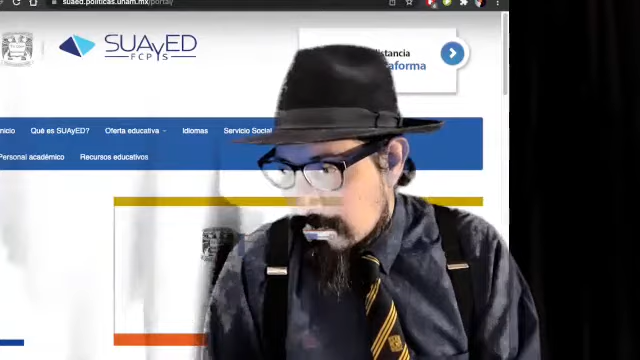 suaed.politicas.unam.mx/portal/
SUAyED
FCPyS
istancia
aforma
nicio Qué es SUAyED? Oferta educativa Idiomas Servicio Social
Personal académico Recursos educativos